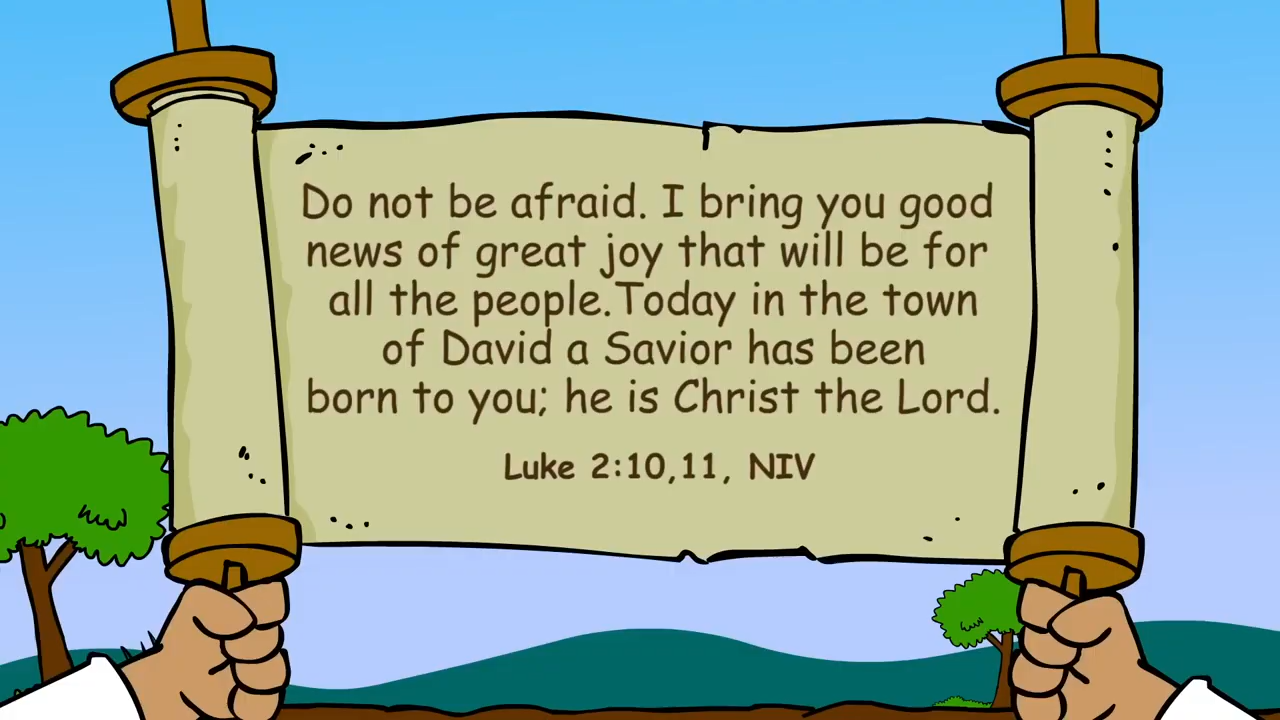 Do not be afraid. I bring you good
news of great joy that will be for
all the people.Today in the town
of David a Savior has been
born to you; he is Christ the Lord.
Luke 2:10,11, NIV